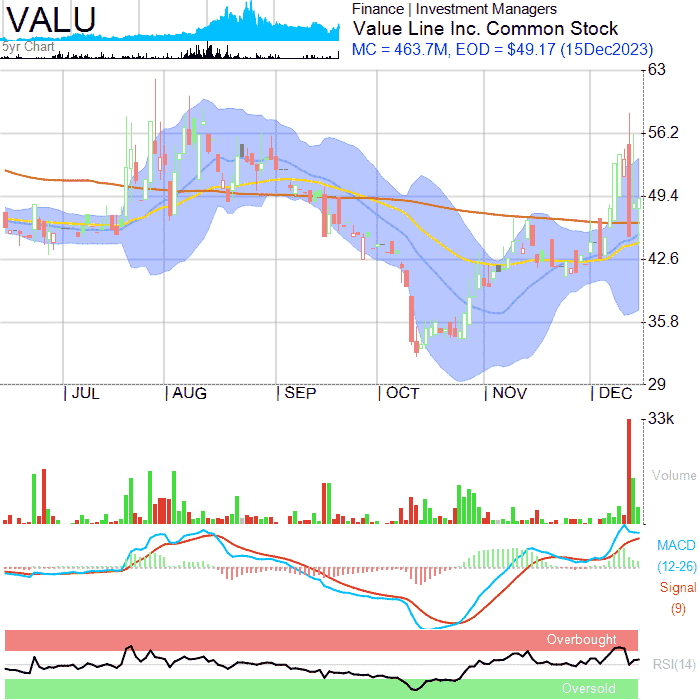 VALU
5yr Chart
Finance | Investment Managers
Value Line Inc. Common Stock
MC = 463.7M, EOD = $49.17 (15Dec2023)
63
56.2
49.4
42.6
35.8
29
JUL AUG SEP OCT NOV DEC
33k
Volume
MACD
(12-26)
Signal
(9)
Overbought
RSI(14)
Oversold